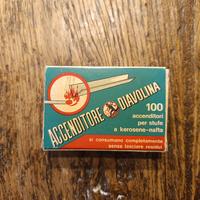 ACCENDITORE DIAVOLINA
100
accenditori
per stufe
a kerosene-nafta
si consumano completamente
senza lasciare residui